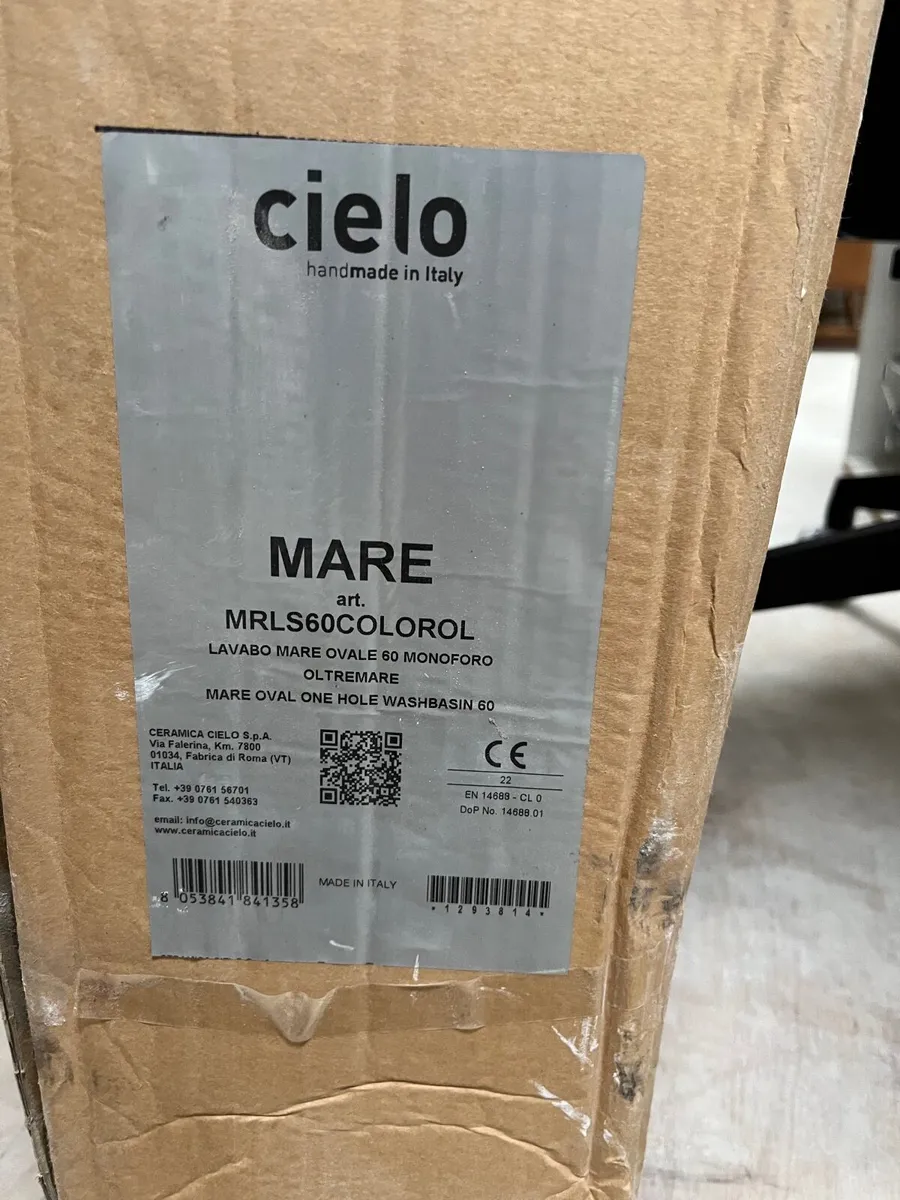 cielo
handmade in Italy
MARE
art.
MRLS60COLOROL
LAVABO MARE OVALE 60 MONOFORO
OLTREMARE
MARE OVAL ONE HOLE WASHBASIN 60
CERAMICA CIELO S.p.A.
Via Falerina, Km. 7800
01034, Fabrica di Roma (VT)
ITALIA
Tel. +39 0761 56701
Fax. +39 0761 540363
email: info@ceramicacielo.it
www.ceramicacielo.it
CE
22
EN 14688 - CL 0
DoP No. 14688.01
8 053841 841358
MADE IN ITALY
*1293814*